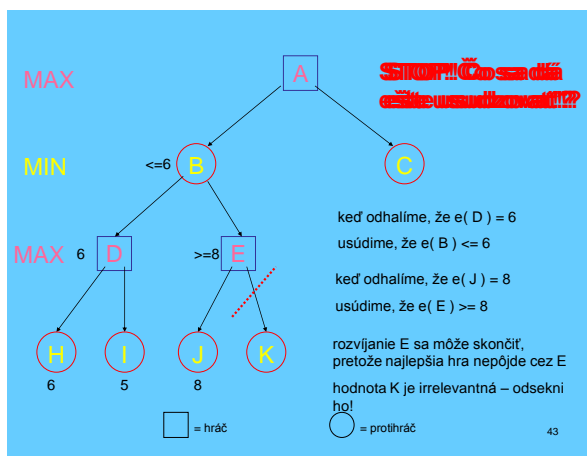 MAX
A
STOP!! Čo sa dá
ešte usudzovať!?
MIN
<=6
B
C
keď odhalíme, že e( D ) = 6
usúdime, že e( B ) <= 6
MAX
6
D
>=8
E
keď odhalíme, že e( J ) = 8
usúdime, že e( E ) >= 8
H
I
J
K
rozvíjanie E sa môže skončiť,
pretože najlepšia hra nepôjde cez E
6
5
8
hodnota K je irrelevantná – odsekni
ho!
= hráč
= protihráč
43